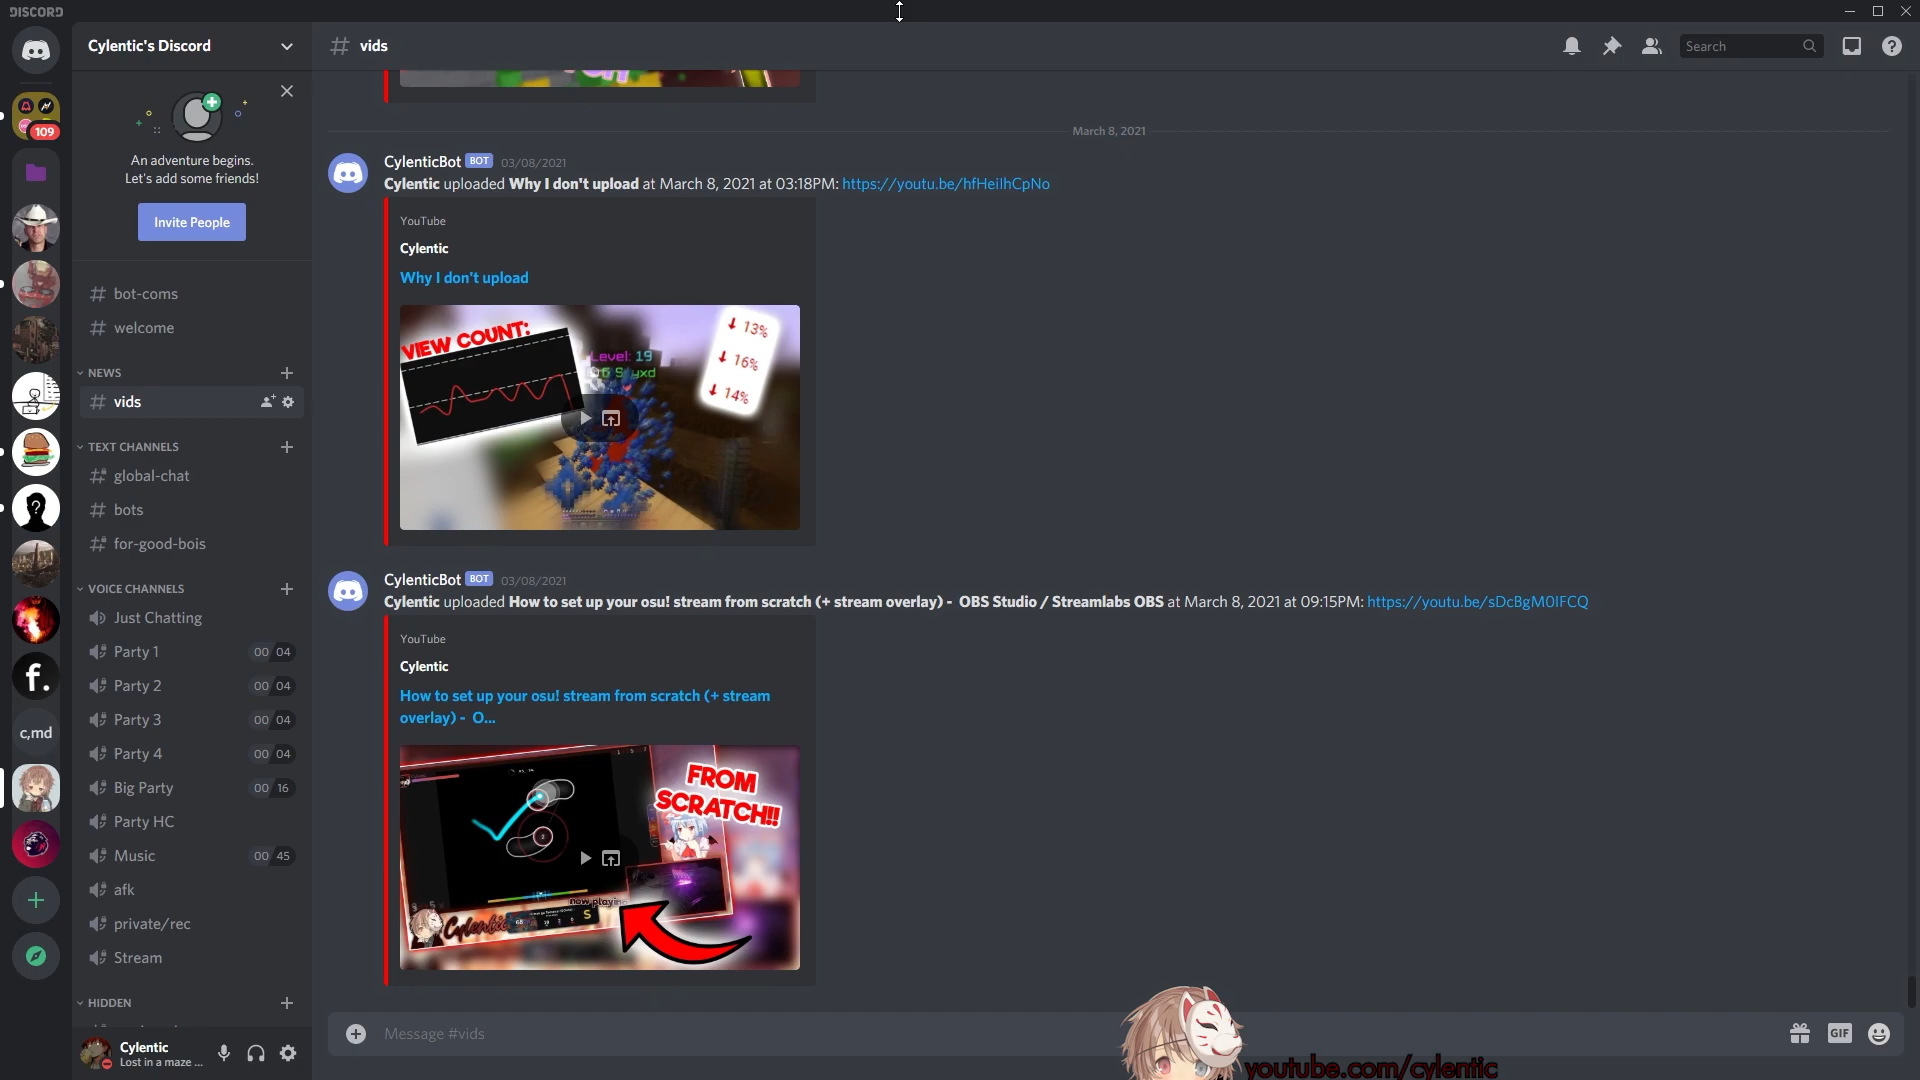 DISCORD
Cylentic's Discord
# vids
Search
109
An adventure begins.
Let's add some friends!
Invite People
bot-coms
welcome
NEWS
vids
TEXT CHANNELS
global-chat
bots
for-good-bois
VOICE CHANNELS
Just Chatting
Party 1 00 04
Party 2 00 04
Party 3 00 04
Party 4 00 04
Big Party 00 16
Party HC
Music 00 45
afk
private/rec
Stream
HIDDEN
Cylentic
Lost in a maze ...
f.
c,md
March 8, 2021
CylenticBot BOT 03/08/2021
Cylentic uploaded Why I don't upload at March 8, 2021 at 03:18PM: https://youtu.be/hfHeilhCpNo
YouTube
Cylentic
Why I don't upload
VIEW COUNT:
Level: 19
13%
16%
14%
CylenticBot BOT 03/08/2021
Cylentic uploaded How to set up your osu! stream from scratch (+ stream overlay) - OBS Studio / Streamlabs OBS at March 8, 2021 at 09:15PM: https://youtu.be/sDcBgM0IFCQ
YouTube
Cylentic
How to set up your osu! stream from scratch (+ stream
overlay) - O...
FROM
SCRATCH!!
now playing
Cylentic
S
Message #vids
GIF
youtube.com/cylentic